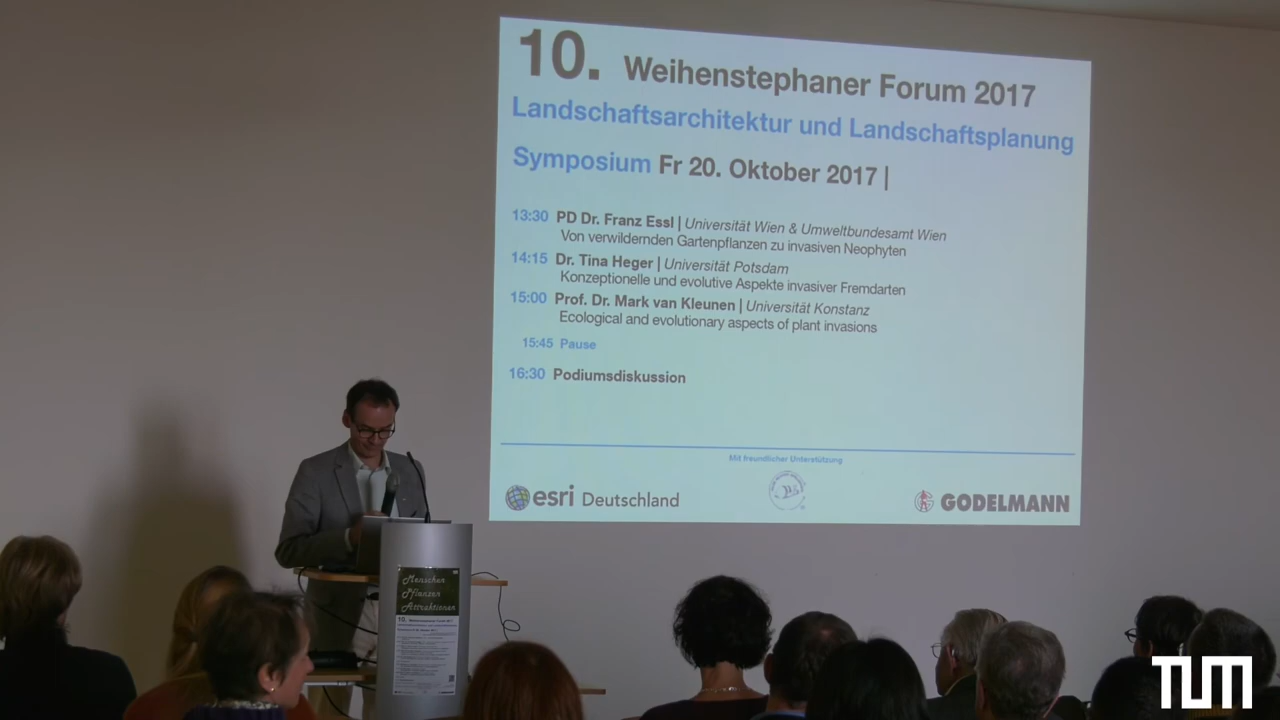 10. Weihenstephaner Forum 2017
Landschaftsarchitektur und Landschaftsplanung
Symposium Fr 20. Oktober 2017 |
13:30 PD Dr. Franz Essl | Universität Wien & Umweltbundesamt Wien
Von verwildernden Gartenpflanzen zu invasiven Neophyten
14:15 Dr. Tina Heger | Universität Potsdam
Konzeptionelle und evolutive Aspekte invasiver Fremdarten
15:00 Prof. Dr. Mark van Kleunen | Universität Konstanz
Ecological and evolutionary aspects of plant invasions
15:45 Pause
16:30 Podiumsdiskussion
Mit freundlicher Unterstützung
esri Deutschland
GODELMANN
Menschen
Pflanzen
Attraktionen
10. Weihenstephaner Forum 2017
TUM